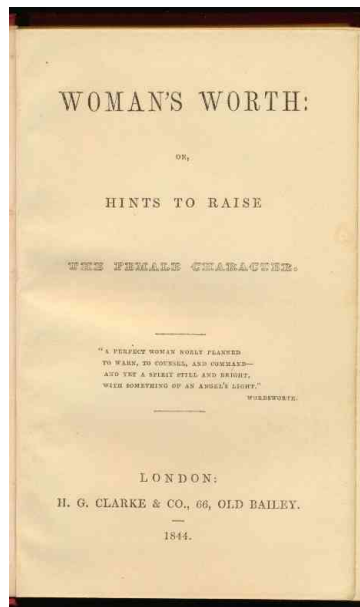 WOMAN'S WORTH:
OR,
HINTS TO RAISE
THE FEMALE CHARACTER.
"A PERFECT WOMAN NOBLY PLANNED
TO WARN, TO COUNSEL, AND COMMAND—
AND YET A SPIRIT STILL AND BRIGHT,
WITH SOMETHING OF AN ANGEL'S LIGHT."
WORDSWORTH.
LONDON:
H. G. CLARKE & CO., 66, OLD BAILEY.
1844.